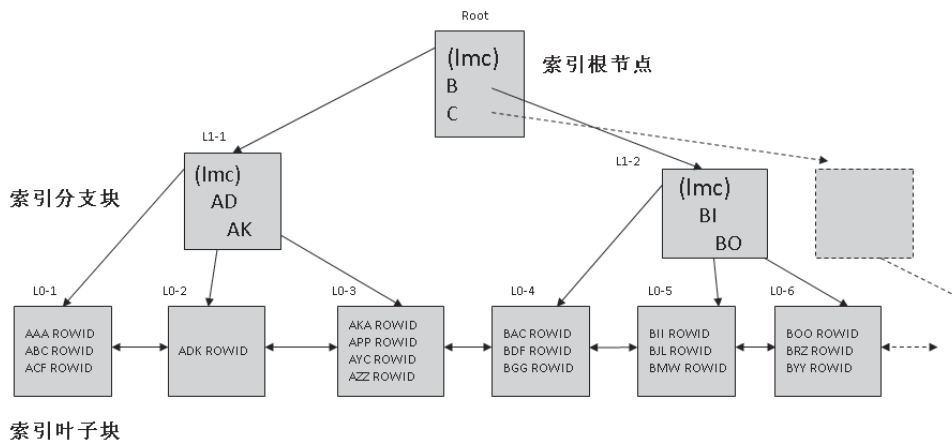 Root
(lmc)
B
C
索引根节点
L1-1
(lmc)
AD
AK
L1-2
(lmc)
BI
BO
索引分支块
L0-1
AAA ROWID
ABC ROWID
ACF ROWID
L0-2
ADK ROWID
L0-3
AKA ROWID
APP ROWID
AYC ROWID
AZZ ROWID
L0-4
BAC ROWID
BDF ROWID
BGG ROWID
L0-5
BII ROWID
BJL ROWID
BMW ROWID
L0-6
BOO ROWID
BRZ ROWID
BYY ROWID
索引叶子块